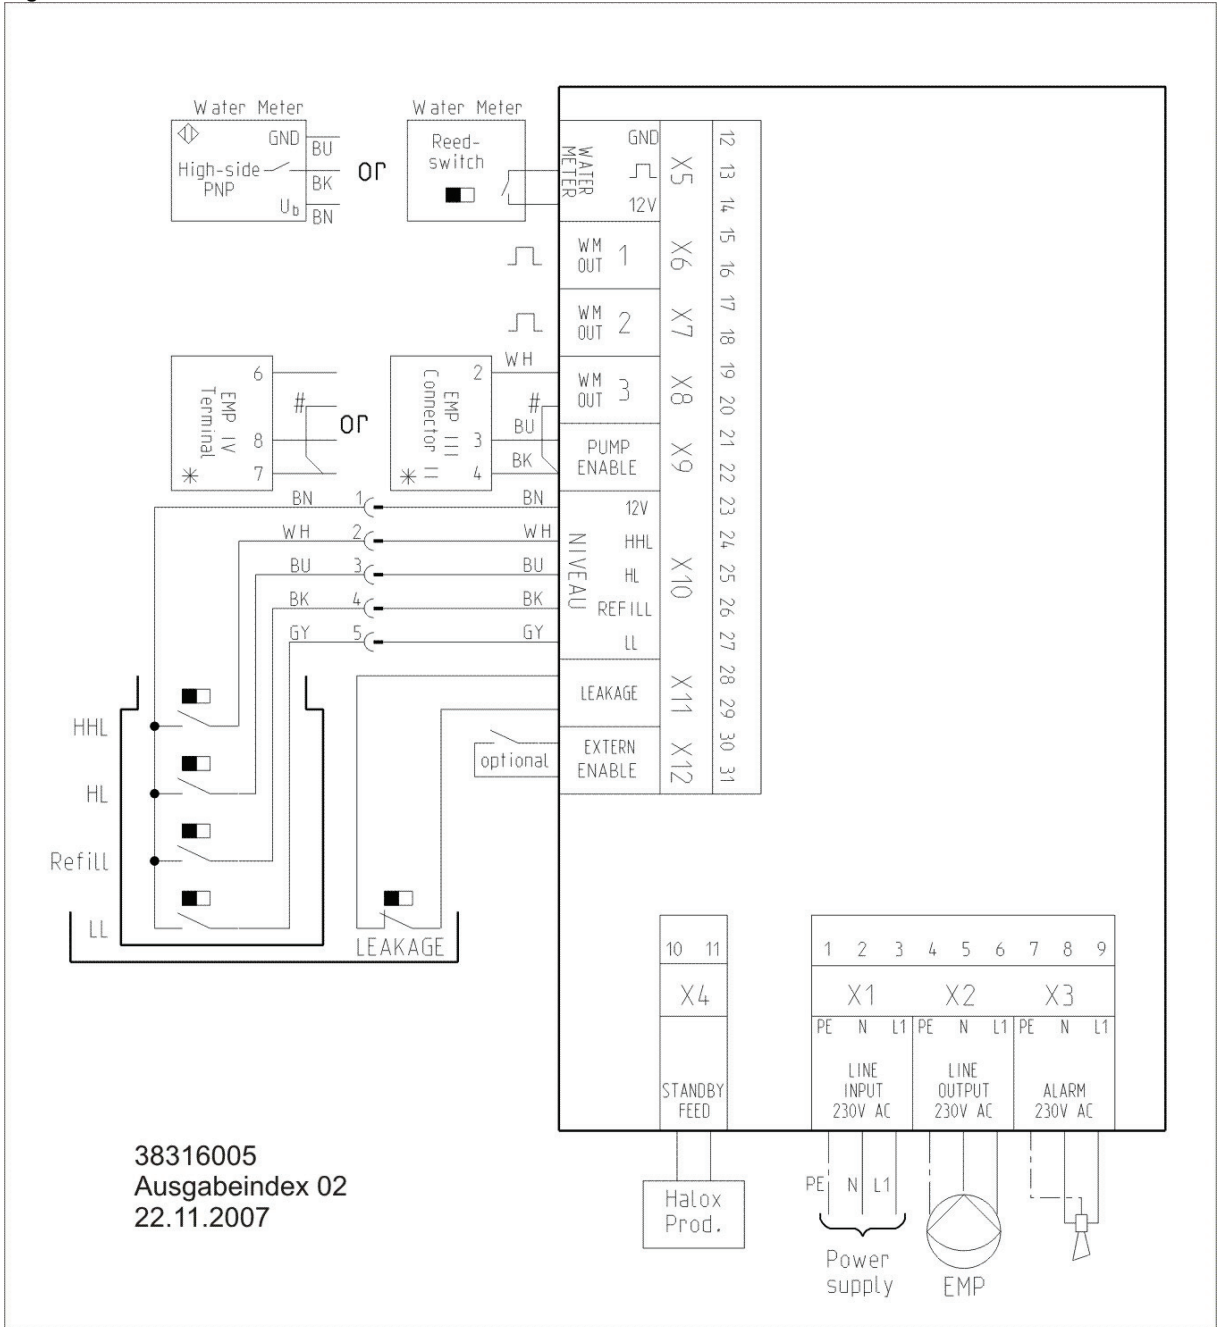 Water Meter
GND
BU
High-side
PNP
BK
Ub
BN
or
Water Meter
Reed-
switch
WATER
METER
GND
12V
X5
12
13
14
WM
OUT 1
X6
15
16
WM
OUT 2
X7
17
18
WM
OUT 3
X8
19
20
PUMP
ENABLE
X9
21
22
EMP IV
Terminal
6
8
7
#
*
or
EMP III
Connector II
2
3
4
WH
#
BU
BK
*
BN 1 BN
WH 2 WH
BU 3 BU
BK 4 BK
GY 5 GY
NIVEAU
12V
HHL
HL
REFILL
LL
X10
23
24
25
26
27
LEAKAGE
X11
28
29
EXTERN
ENABLE
X12
30
31
optional
HHL
HL
Refill
LL
LEAKAGE
10 11
X4
STANDBY
FEED
Halox
Prod.
1 2 3 4 5 6 7 8 9
X1 X2 X3
PE N L1 PE N L1 PE N L1
LINE
INPUT
230V AC
LINE
OUTPUT
230V AC
ALARM
230V AC
PE N L1
Power
supply
EMP
38316005
Ausgabeindex 02
22.11.2007